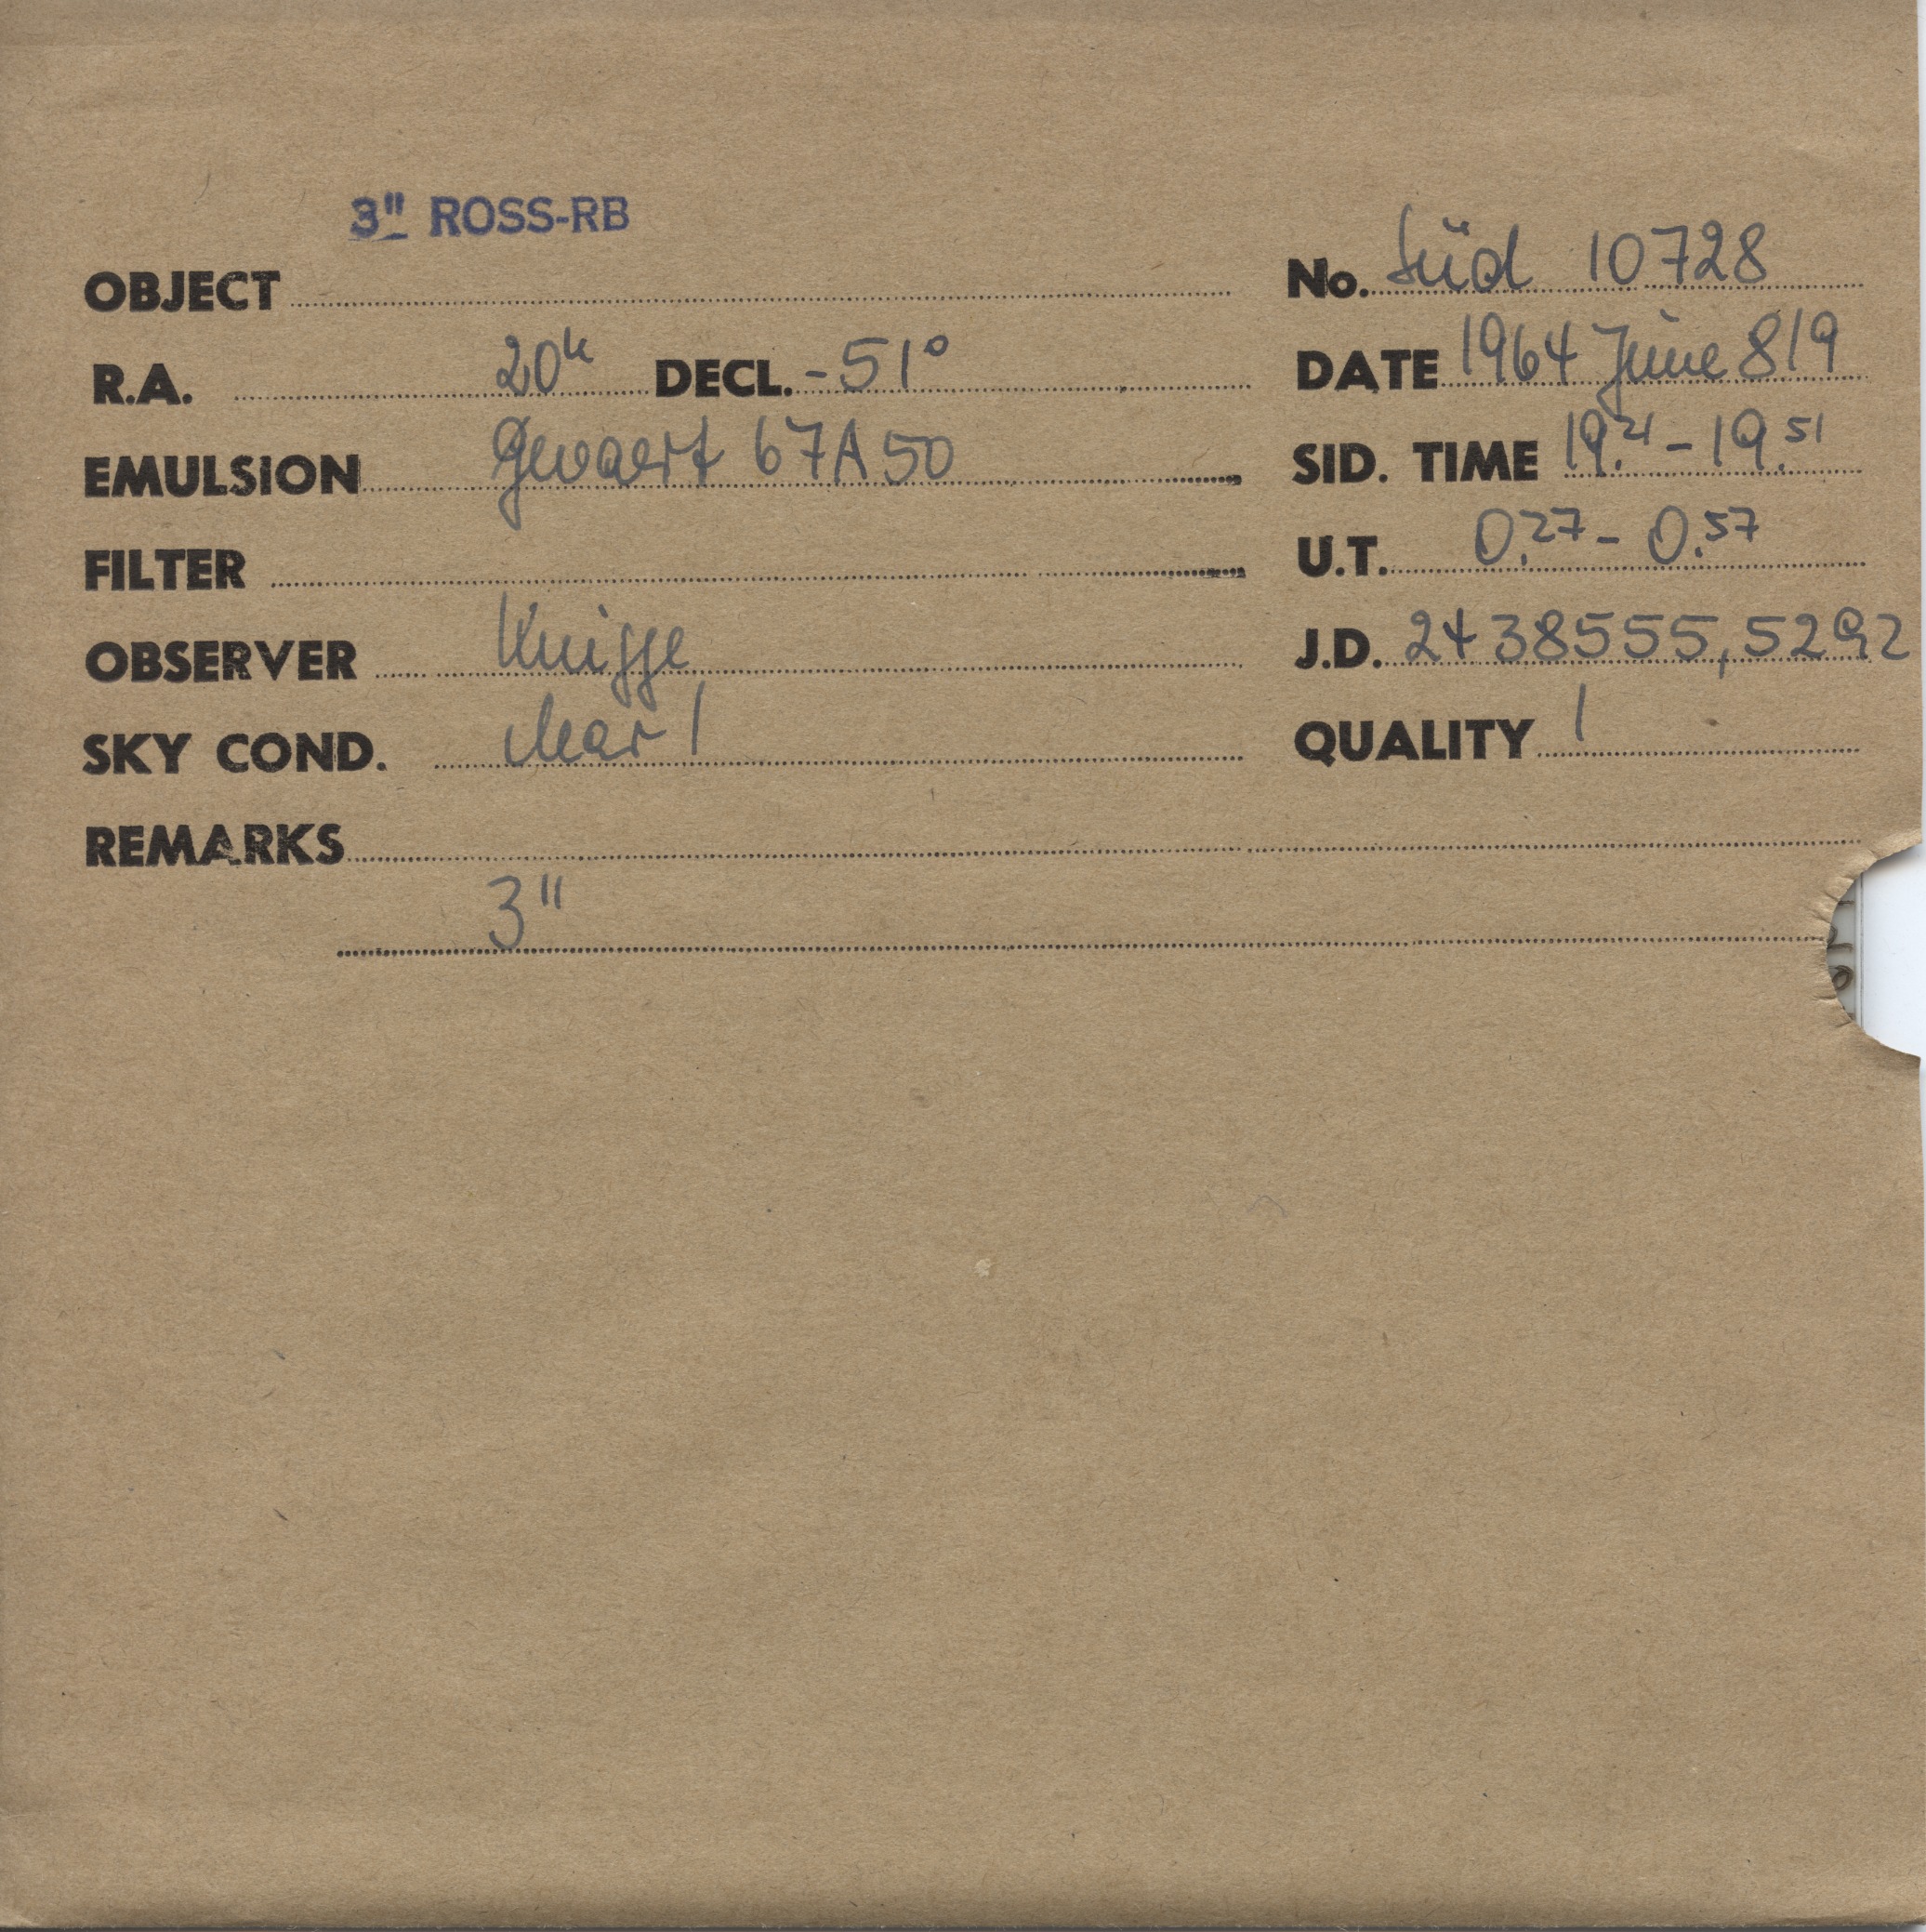 3" ROSS-RB
OBJECT
No. Süd 10728
R.A. 20h DECL. -51°
DATE 1964 June 8/9
EMULSION Gevaert 67A50
SID. TIME 19.21 - 19.51
FILTER
U.T. 0.27 - 0.57
OBSERVER Knigge
J.D. 2438555,5292
SKY COND. clear 1
QUALITY 1
REMARKS
3"